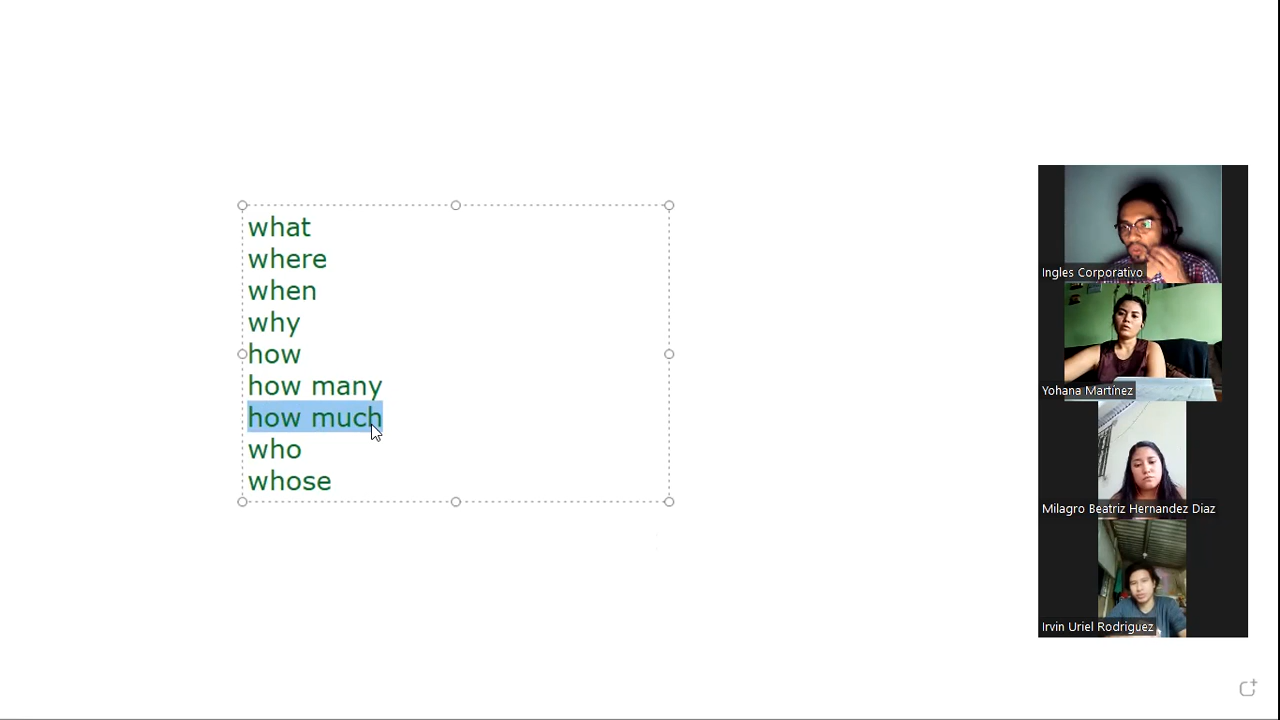 what
where
when
why
how
how many
how much
who
whose
Ingles Corporativo
Yohana Martínez
Milagro Beatriz Hernandez Diaz
Irvin Uriel Rodriguez